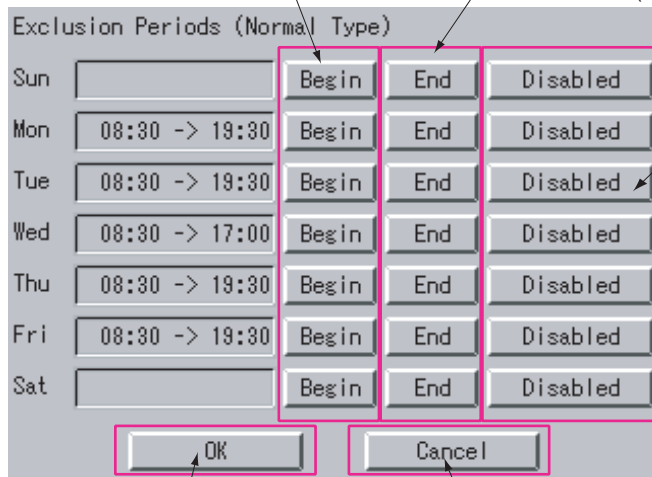 Exclusion Periods (Normal Type)
Sun Begin End Disabled
Mon 08:30 -> 19:30 Begin End Disabled
Tue 08:30 -> 19:30 Begin End Disabled
Wed 08:30 -> 17:00 Begin End Disabled
Thu 08:30 -> 19:30 Begin End Disabled
Fri 08:30 -> 19:30 Begin End Disabled
Sat Begin End Disabled
OK Cancel